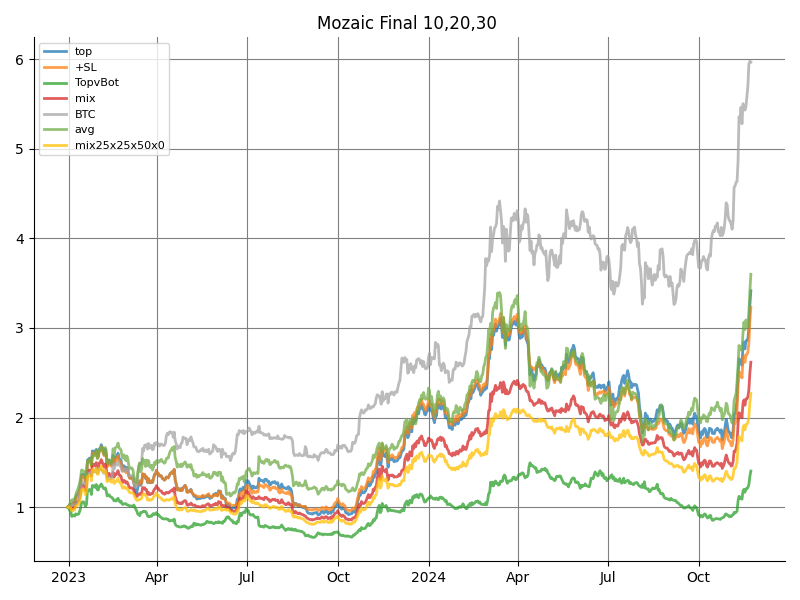 Mozaic Final 10,20,30
top
+SL
TopvBot
mix
BTC
avg
mix25x25x50x0
6
5
4
3
2
1
2023 Apr Jul Oct 2024 Apr Jul Oct